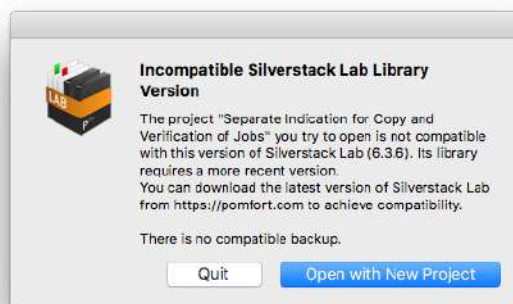 Incompatible Silverstack Lab Library
Version
The project "Separate Indication for Copy and
Verification of Jobs" you try to open is not compatible
with this version of Silverstack Lab (6.3.6). Its library
requires a more recent version.
You can download the latest version of Silverstack Lab
from https://pomfort.com to achieve compatibility.
There is no compatible backup.
LAB
P
Quit
Open with New Project